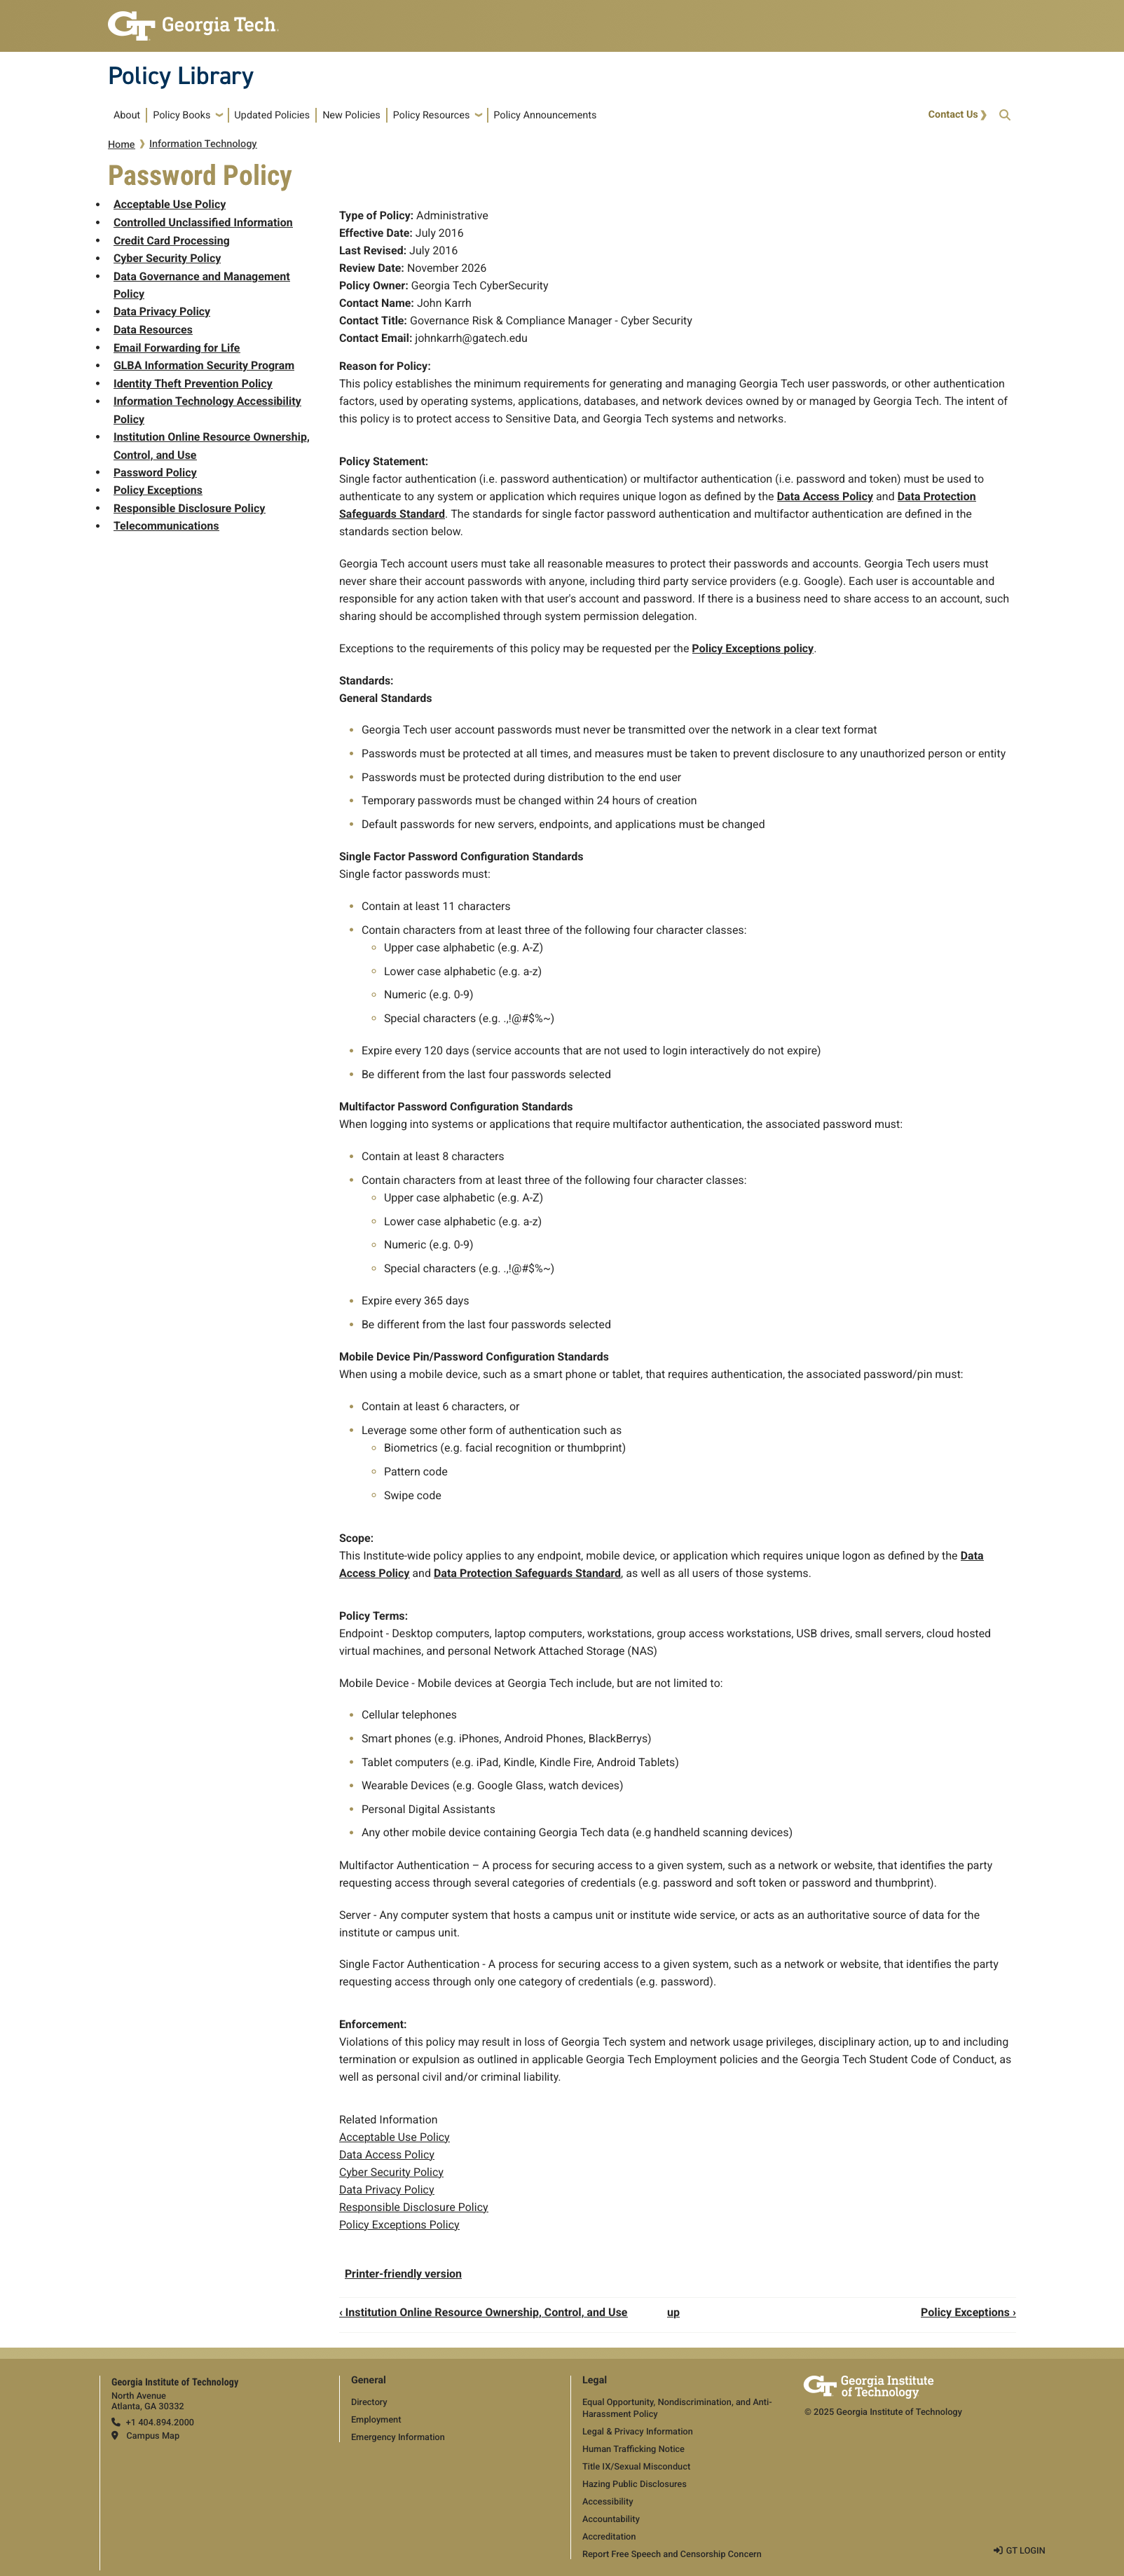 GT Georgia Tech
Policy Library
About
Policy Books
Updated Policies
New Policies
Policy Resources
Policy Announcements
Contact Us ❯
Home ❯ Information Technology
Password Policy
• Acceptable Use Policy
• Controlled Unclassified Information
• Credit Card Processing
• Cyber Security Policy
• Data Governance and Management
Policy
• Data Privacy Policy
• Data Resources
• Email Forwarding for Life
• GLBA Information Security Program
• Identity Theft Prevention Policy
• Information Technology Accessibility
Policy
• Institution Online Resource Ownership,
Control, and Use
• Password Policy
• Policy Exceptions
• Responsible Disclosure Policy
• Telecommunications
Type of Policy: Administrative
Effective Date: July 2016
Last Revised: July 2016
Review Date: November 2026
Policy Owner: Georgia Tech CyberSecurity
Contact Name: John Karrh
Contact Title: Governance Risk & Compliance Manager - Cyber Security
Contact Email: johnkarrh@gatech.edu
Reason for Policy:
This policy establishes the minimum requirements for generating and managing Georgia Tech user passwords, or other authentication
factors, used by operating systems, applications, databases, and network devices owned by or managed by Georgia Tech. The intent of
this policy is to protect access to Sensitive Data, and Georgia Tech systems and networks.
Policy Statement:
Single factor authentication (i.e. password authentication) or multifactor authentication (i.e. password and token) must be used to
authenticate to any system or application which requires unique logon as defined by the Data Access Policy and Data Protection
Safeguards Standard. The standards for single factor password authentication and multifactor authentication are defined in the
standards section below.
Georgia Tech account users must take all reasonable measures to protect their passwords and accounts. Georgia Tech users must
never share their account passwords with anyone, including third party service providers (e.g. Google). Each user is accountable and
responsible for any action taken with that user's account and password. If there is a business need to share access to an account, such
sharing should be accomplished through system permission delegation.
Exceptions to the requirements of this policy may be requested per the Policy Exceptions policy.
Standards:
General Standards
• Georgia Tech user account passwords must never be transmitted over the network in a clear text format
• Passwords must be protected at all times, and measures must be taken to prevent disclosure to any unauthorized person or entity
• Passwords must be protected during distribution to the end user
• Temporary passwords must be changed within 24 hours of creation
• Default passwords for new servers, endpoints, and applications must be changed
Single Factor Password Configuration Standards
Single factor passwords must:
• Contain at least 11 characters
• Contain characters from at least three of the following four character classes:
○ Upper case alphabetic (e.g. A-Z)
○ Lower case alphabetic (e.g. a-z)
○ Numeric (e.g. 0-9)
○ Special characters (e.g. .,!@#$%~)
• Expire every 120 days (service accounts that are not used to login interactively do not expire)
• Be different from the last four passwords selected
Multifactor Password Configuration Standards
When logging into systems or applications that require multifactor authentication, the associated password must:
• Contain at least 8 characters
• Contain characters from at least three of the following four character classes:
○ Upper case alphabetic (e.g. A-Z)
○ Lower case alphabetic (e.g. a-z)
○ Numeric (e.g. 0-9)
○ Special characters (e.g. .,!@#$%~)
• Expire every 365 days
• Be different from the last four passwords selected
Mobile Device Pin/Password Configuration Standards
When using a mobile device, such as a smart phone or tablet, that requires authentication, the associated password/pin must:
• Contain at least 6 characters, or
• Leverage some other form of authentication such as
○ Biometrics (e.g. facial recognition or thumbprint)
○ Pattern code
○ Swipe code
Scope:
This Institute-wide policy applies to any endpoint, mobile device, or application which requires unique logon as defined by the Data
Access Policy and Data Protection Safeguards Standard, as well as all users of those systems.
Policy Terms:
Endpoint - Desktop computers, laptop computers, workstations, group access workstations, USB drives, small servers, cloud hosted
virtual machines, and personal Network Attached Storage (NAS)
Mobile Device - Mobile devices at Georgia Tech include, but are not limited to:
• Cellular telephones
• Smart phones (e.g. iPhones, Android Phones, BlackBerrys)
• Tablet computers (e.g. iPad, Kindle, Kindle Fire, Android Tablets)
• Wearable Devices (e.g. Google Glass, watch devices)
• Personal Digital Assistants
• Any other mobile device containing Georgia Tech data (e.g handheld scanning devices)
Multifactor Authentication – A process for securing access to a given system, such as a network or website, that identifies the party
requesting access through several categories of credentials (e.g. password and soft token or password and thumbprint).
Server - Any computer system that hosts a campus unit or institute wide service, or acts as an authoritative source of data for the
institute or campus unit.
Single Factor Authentication - A process for securing access to a given system, such as a network or website, that identifies the party
requesting access through only one category of credentials (e.g. password).
Enforcement:
Violations of this policy may result in loss of Georgia Tech system and network usage privileges, disciplinary action, up to and including
termination or expulsion as outlined in applicable Georgia Tech Employment policies and the Georgia Tech Student Code of Conduct, as
well as personal civil and/or criminal liability.
Related Information
Acceptable Use Policy
Data Access Policy
Cyber Security Policy
Data Privacy Policy
Responsible Disclosure Policy
Policy Exceptions Policy
Printer-friendly version
‹ Institution Online Resource Ownership, Control, and Use
up
Policy Exceptions ›
Georgia Institute of Technology
North Avenue
Atlanta, GA 30332
+1 404.894.2000
Campus Map
General
Directory
Employment
Emergency Information
Legal
Equal Opportunity, Nondiscrimination, and Anti-
Harassment Policy
Legal & Privacy Information
Human Trafficking Notice
Title IX/Sexual Misconduct
Hazing Public Disclosures
Accessibility
Accountability
Accreditation
Report Free Speech and Censorship Concern
GT Georgia Institute
of Technology
© 2025 Georgia Institute of Technology
GT LOGIN